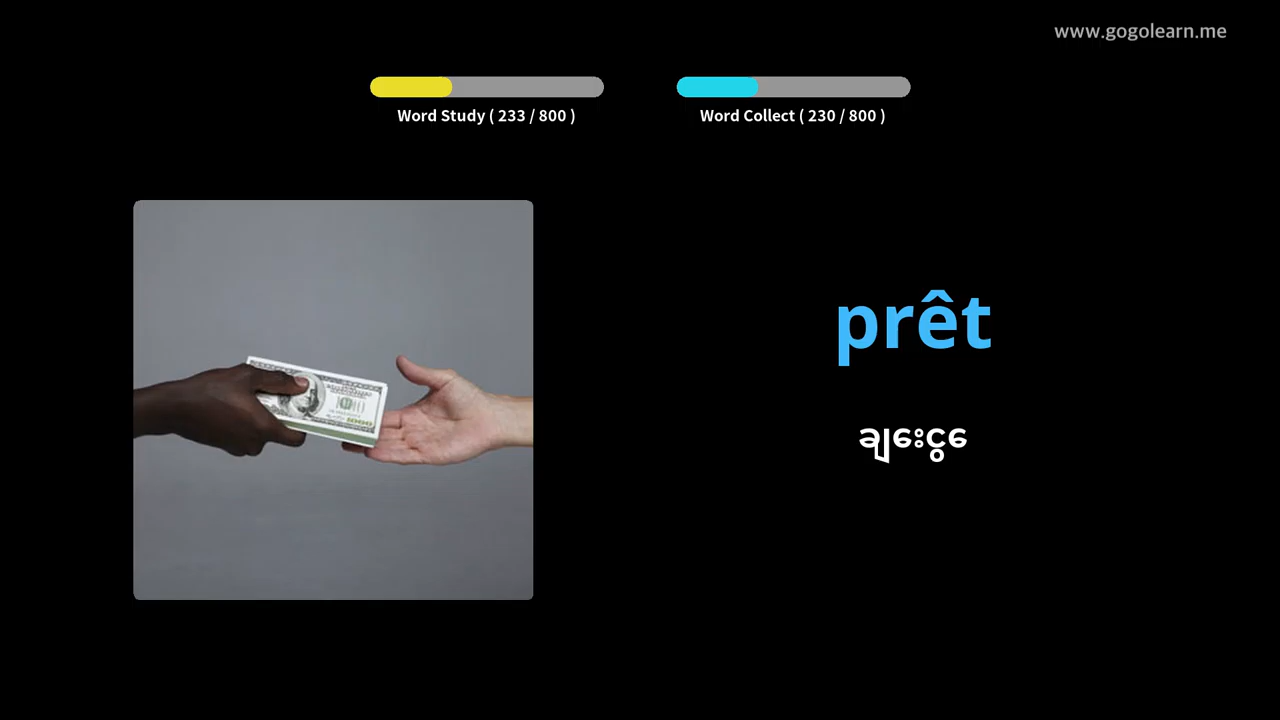 www.gogolearn.me
Word Study ( 233 / 800 )
Word Collect ( 230 / 800 )
prêt
ချေးငွေ